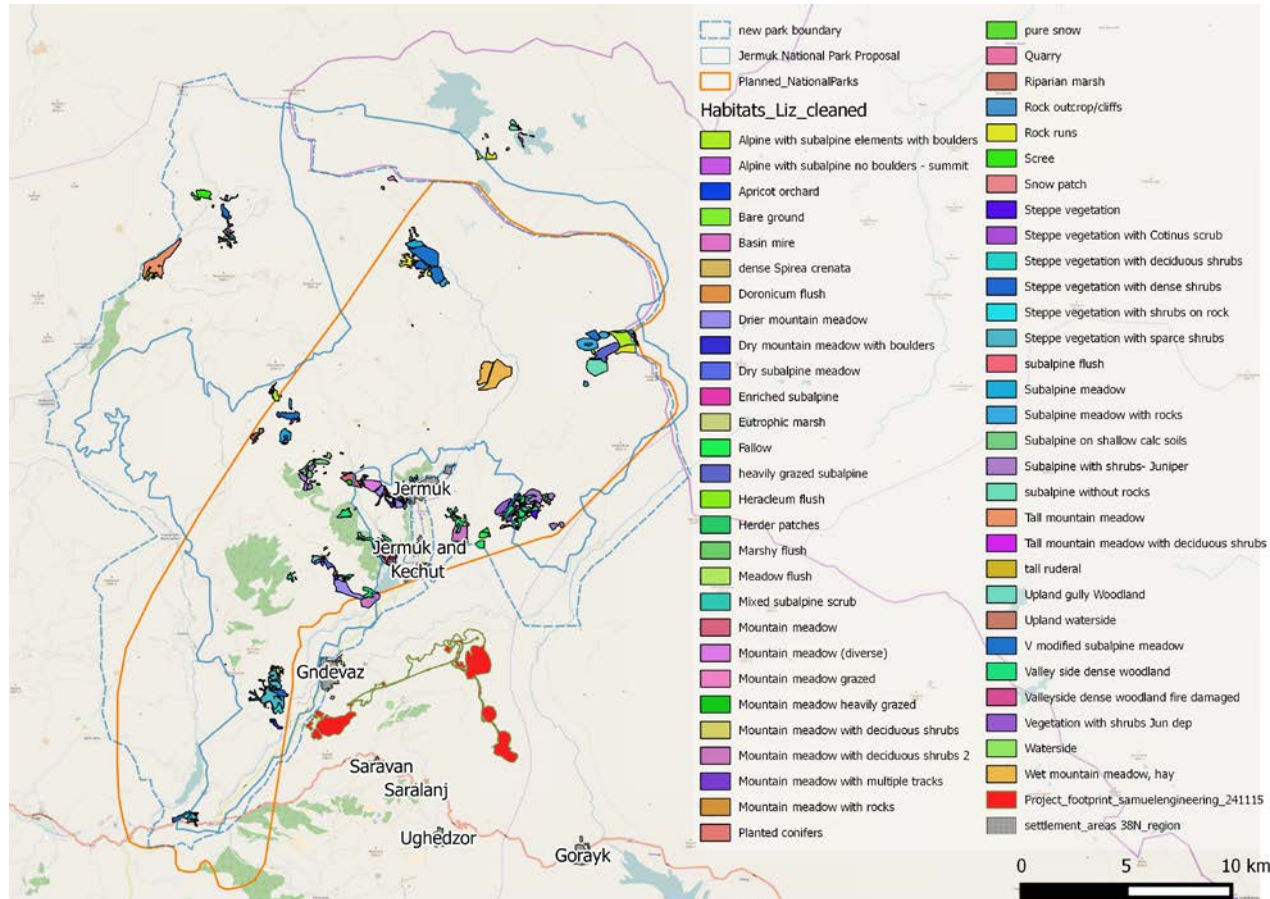 new park boundary
Jermuk National Park Proposal
Planned_NationalParks
Habitats_Liz_cleaned
Alpine with subalpine elements with boulders
Alpine with subalpine no boulders - summit
Apricot orchard
Bare ground
Basin mire
dense Spirea crenata
Doronicum flush
Drier mountain meadow
Dry mountain meadow with boulders
Dry subalpine meadow
Enriched subalpine
Eutrophic marsh
Fallow
heavily grazed subalpine
Heracleum flush
Herder patches
Marshy flush
Meadow flush
Mixed subalpine scrub
Mountain meadow
Mountain meadow (diverse)
Mountain meadow grazed
Mountain meadow heavily grazed
Mountain meadow with deciduous shrubs
Mountain meadow with deciduous shrubs 2
Mountain meadow with multiple tracks
Mountain meadow with rocks
Planted conifers
pure snow
Quarry
Riparian marsh
Rock outcrop/cliffs
Rock runs
Scree
Snow patch
Steppe vegetation
Steppe vegetation with Cotinus scrub
Steppe vegetation with deciduous shrubs
Steppe vegetation with dense shrubs
Steppe vegetation with shrubs on rock
Steppe vegetation with sparce shrubs
subalpine flush
Subalpine meadow
Subalpine meadow with rocks
Subalpine on shallow calc soils
Subalpine with shrubs- Juniper
subalpine without rocks
Tall mountain meadow
Tall mountain meadow with deciduous shrubs
tall ruderal
Upland gully Woodland
Upland waterside
V modified subalpine meadow
Valley side dense woodland
Valleyside dense woodland fire damaged
Vegetation with shrubs Jun dep
Waterside
Wet mountain meadow, hay
Project_footprint_samuelengineering_241115
settlement_areas 38N_region
0 5 10 km
Jermuk
Jermuk and
Kechut
Gndevaz
Saravan
Saralanj
Ughedzor
Gorayk